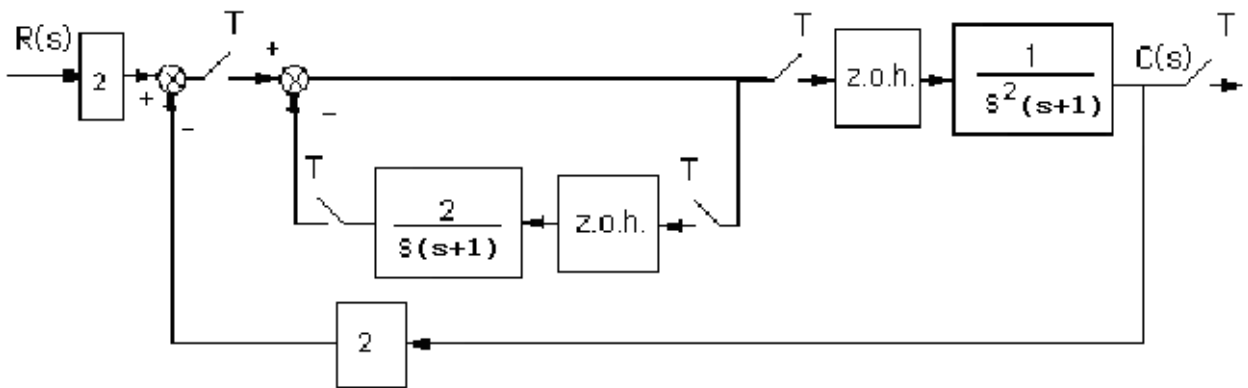 R(s)
2
+
+
-
T
+
-
T
z.o.h.
1
s²(s+1)
C(s)
T
T
2
s(s+1)
z.o.h.
T
2